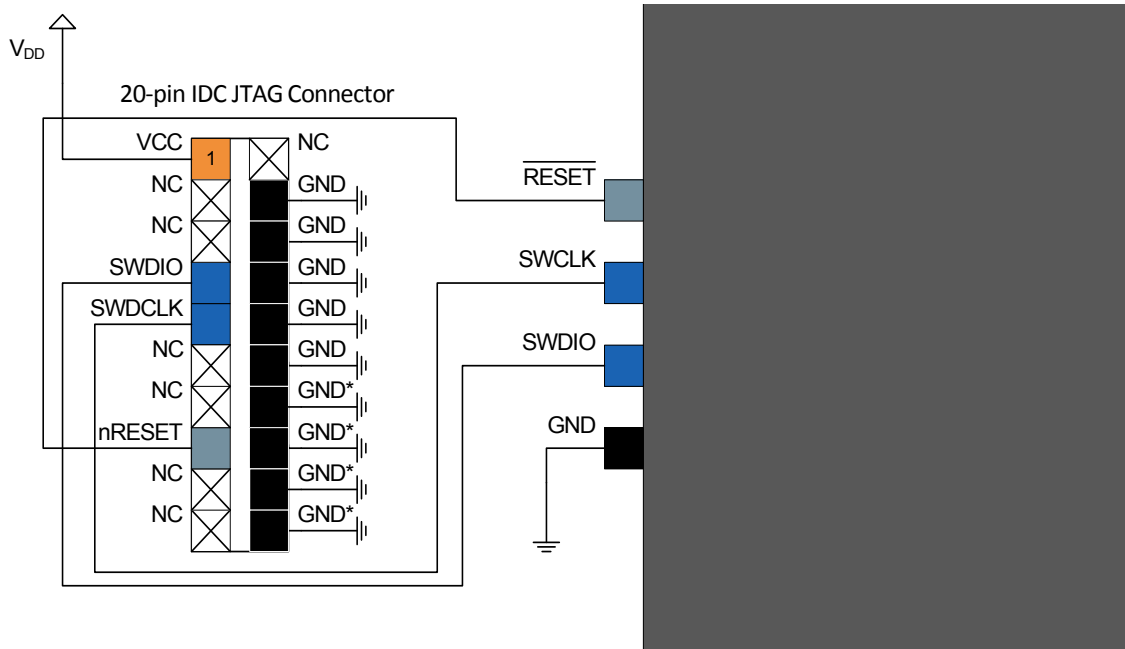 VDD
20-pin IDC JTAG Connector
VCC 1 NC
NC GND
NC GND
SWDIO GND
SWDCLK GND
NC GND
NC GND*
nRESET GND*
NC GND*
NC GND*
RESET
SWCLK
SWDIO
GND